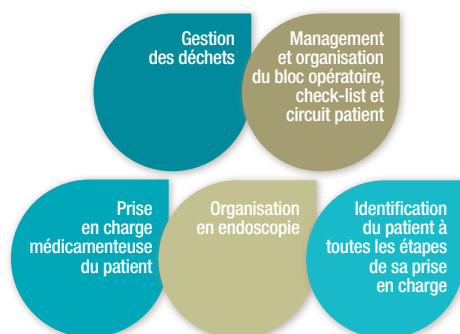 Gestion
des déchets
Management
et organisation
du bloc opératoire,
check-list et
circuit patient
Prise
en charge
médicamenteuse
du patient
Organisation
en endoscopie
Identification
du patient à
toutes les étapes
de sa prise
en charge